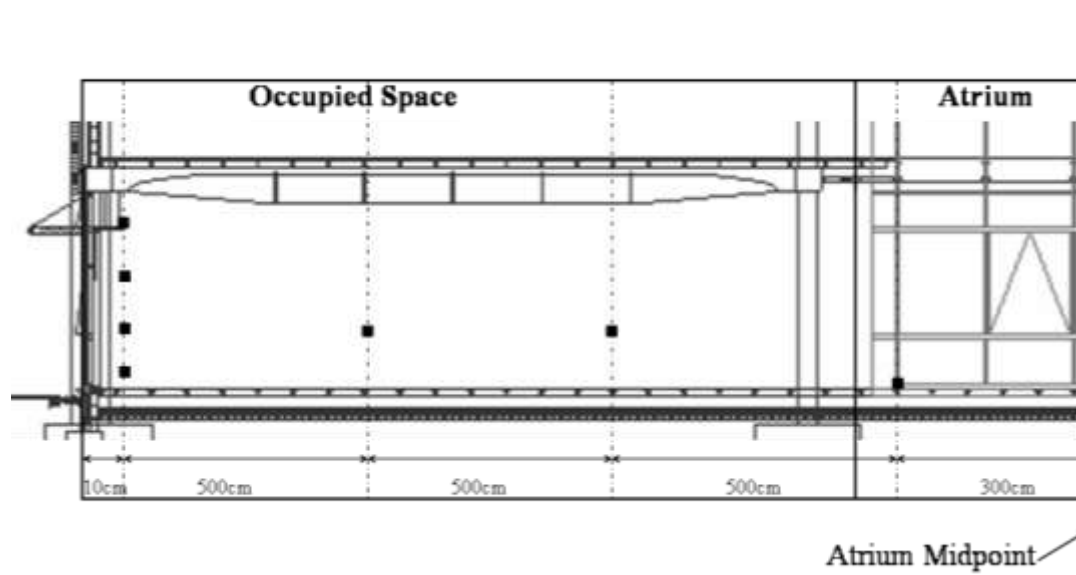 Occupied Space
Atrium
10cm
500cm
500cm
500cm
300cm
Atrium Midpoint